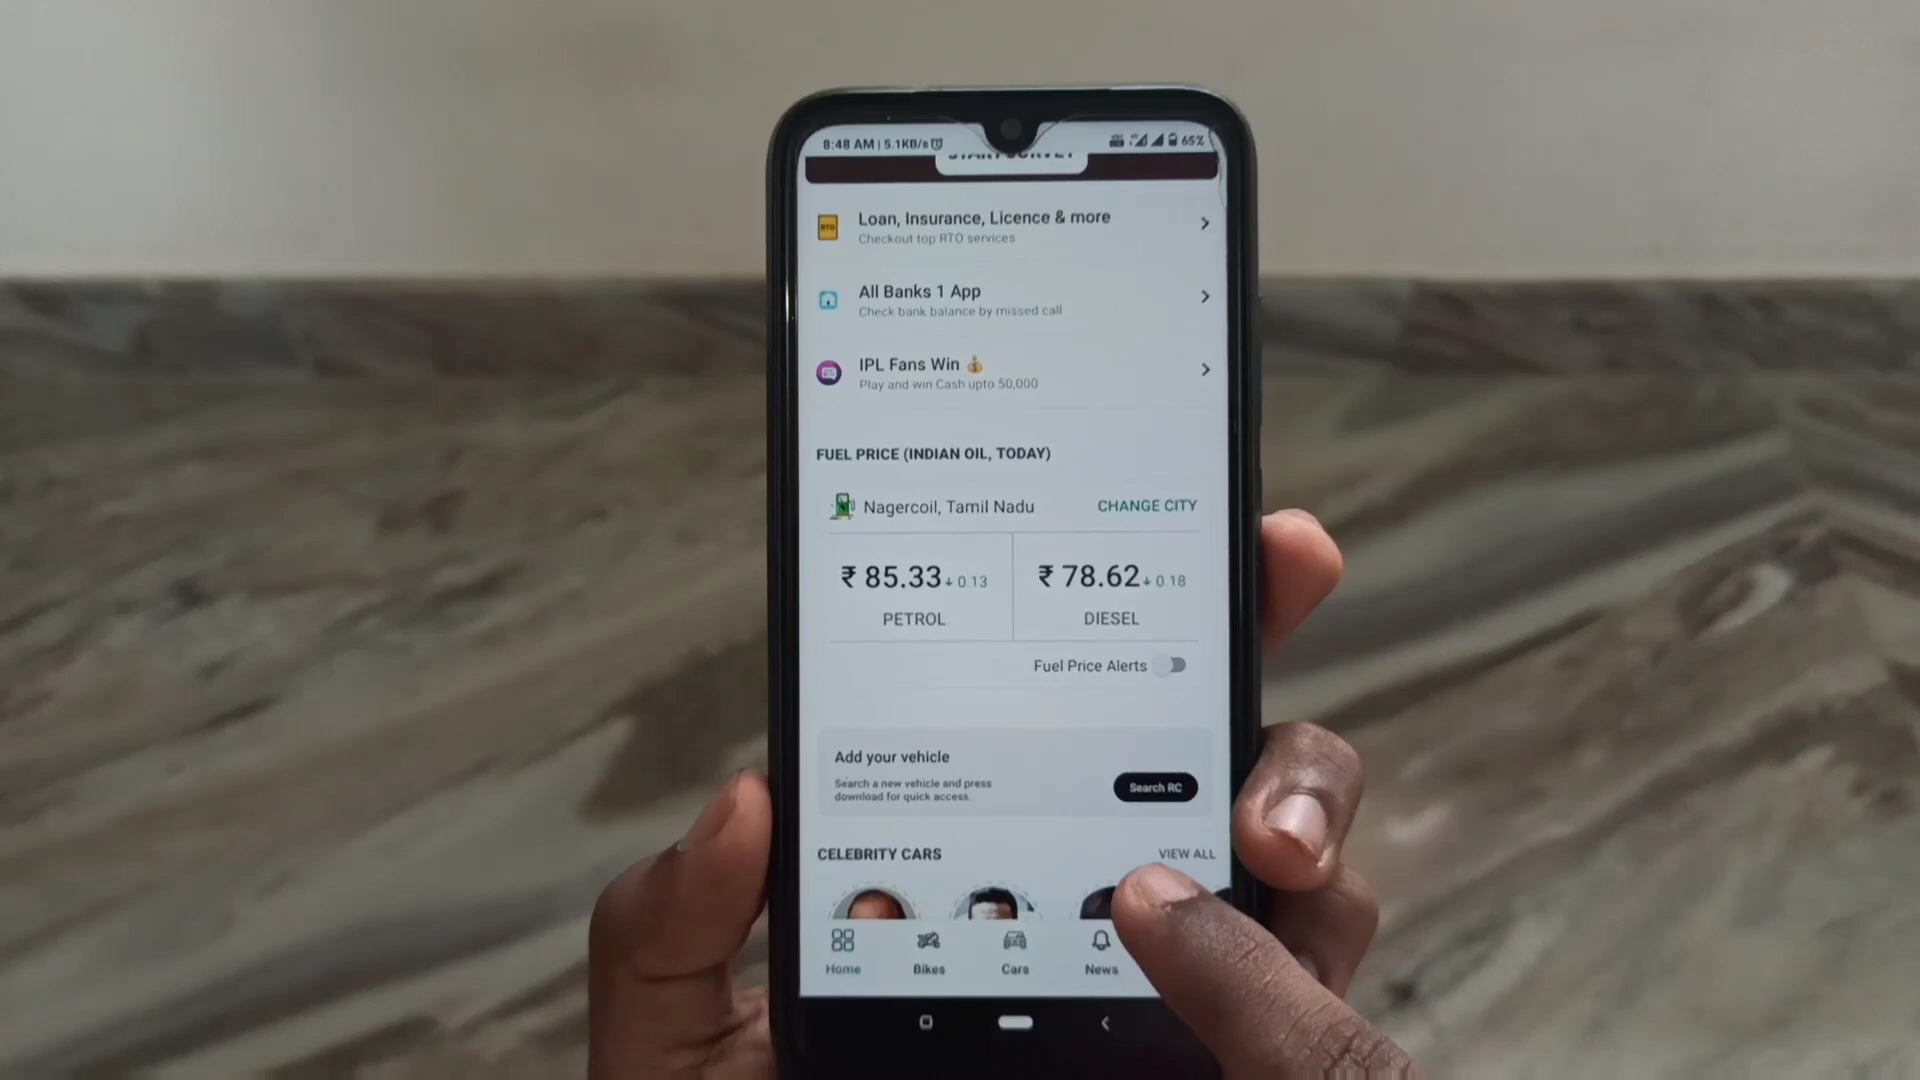 8:48 AM | 5.1KB/s
65%
START SURVEY
RTO
Loan, Insurance, Licence & more
Checkout top RTO services
All Banks 1 App
Check bank balance by missed call
IPL Fans Win 💰
Play and win Cash upto 50,000
FUEL PRICE (INDIAN OIL, TODAY)
Nagercoil, Tamil Nadu
CHANGE CITY
₹ 85.33 ↓ 0.13
₹ 78.62 ↓ 0.18
PETROL
DIESEL
Fuel Price Alerts
Add your vehicle
Search a new vehicle and press
download for quick access.
Search RC
CELEBRITY CARS
VIEW ALL
Home
Bikes
Cars
News